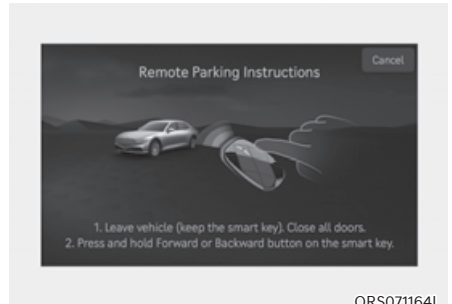 Cancel
Remote Parking Instructions
1. Leave vehicle (keep the smart key). Close all doors.
2. Press and hold Forward or Backward button on the smart key.
ORS071164L